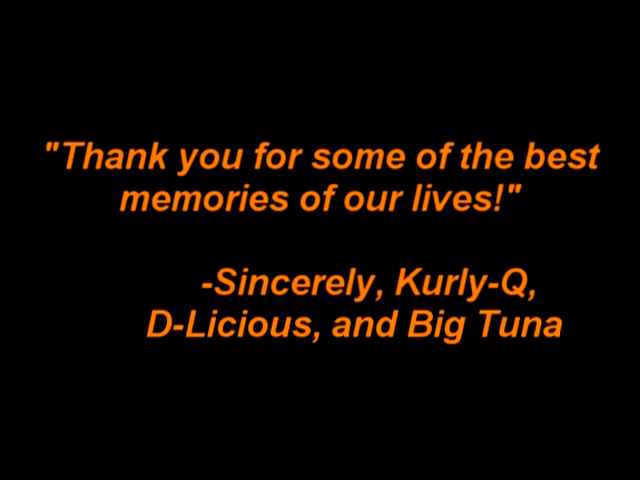 "Thank you for some of the best
memories of our lives!"
-Sincerely, Kurly-Q,
D-Licious, and Big Tuna